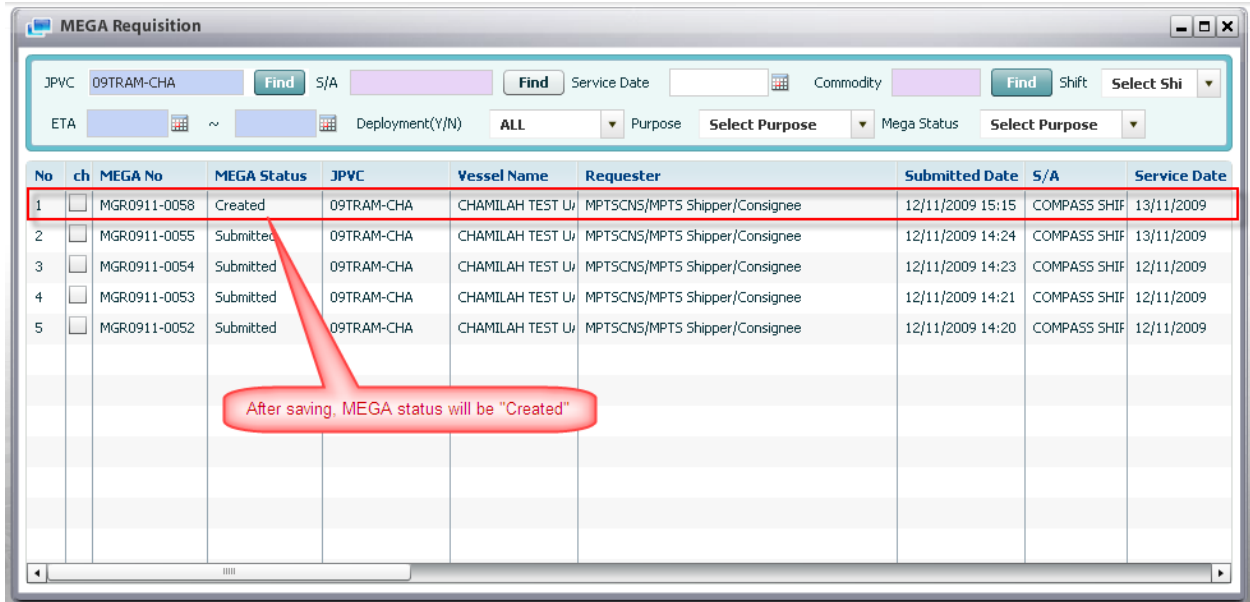 MEGA Requisition
JPVC 09TRAM-CHA Find S/A Find Service Date Commodity Find Shift Select Shi
ETA ~ Deployment(Y/N) ALL Purpose Select Purpose Mega Status Select Purpose
No ch MEGA No MEGA Status JPVC Vessel Name Requester Submitted Date S/A Service Date
1 MGR0911-0058 Created 09TRAM-CHA CHAMILAH TEST MPTSCNS/MPTS Shipper/Consignee 12/11/2009 15:15 COMPASS SHIP 13/11/2009
2 MGR0911-0055 Submitted 09TRAM-CHA CHAMILAH TEST MPTSCNS/MPTS Shipper/Consignee 12/11/2009 14:24 COMPASS SHIP 13/11/2009
3 MGR0911-0054 Submitted 09TRAM-CHA CHAMILAH TEST MPTSCNS/MPTS Shipper/Consignee 12/11/2009 14:23 COMPASS SHIP 12/11/2009
4 MGR0911-0053 Submitted 09TRAM-CHA CHAMILAH TEST MPTSCNS/MPTS Shipper/Consignee 12/11/2009 14:21 COMPASS SHIP 12/11/2009
5 MGR0911-0052 Submitted 09TRAM-CHA CHAMILAH TEST MPTSCNS/MPTS Shipper/Consignee 12/11/2009 14:20 COMPASS SHIP 12/11/2009
After saving, MEGA status will be "Created"